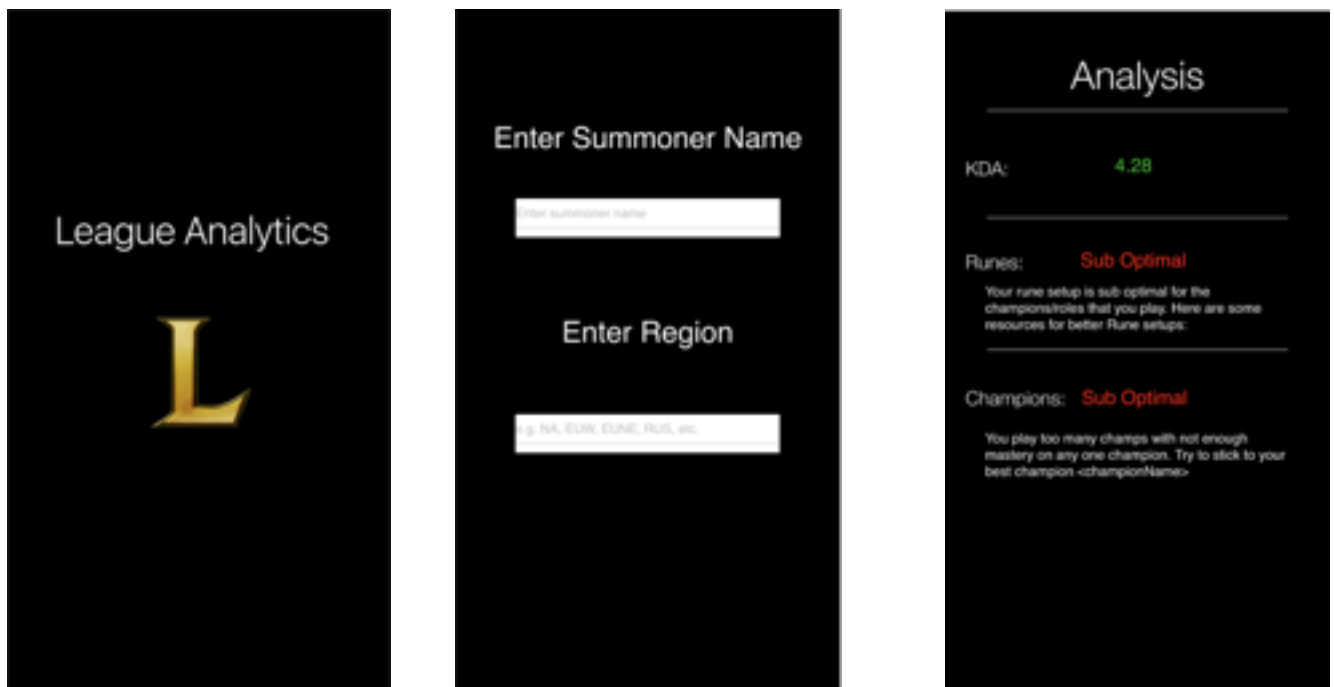 League Analytics
L
Enter Summoner Name
Enter summoner name
Enter Region
e.g. NA, EUW, EUNE, RUS, etc.
Analysis
KDA: 4.28
Runes: Sub Optimal
Your rune setup is sub optimal for the
champions/roles that you play. Here are some
resources for better Rune setups:
Champions: Sub Optimal
You play too many champs with not enough
mastery on any one champion. Try to stick to your
best champion <championName>